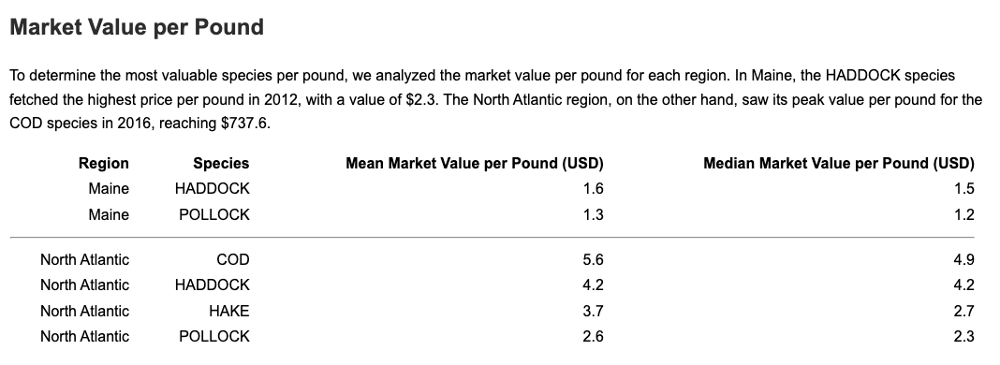 Market Value per Pound
To determine the most valuable species per pound, we analyzed the market value per pound for each region. In Maine, the HADDOCK species
fetched the highest price per pound in 2012, with a value of $2.3. The North Atlantic region, on the other hand, saw its peak value per pound for the
COD species in 2016, reaching $737.6.
Region Species Mean Market Value per Pound (USD) Median Market Value per Pound (USD)
Maine HADDOCK 1.6 1.5
Maine POLLOCK 1.3 1.2
North Atlantic COD 5.6 4.9
North Atlantic HADDOCK 4.2 4.2
North Atlantic HAKE 3.7 2.7
North Atlantic POLLOCK 2.6 2.3